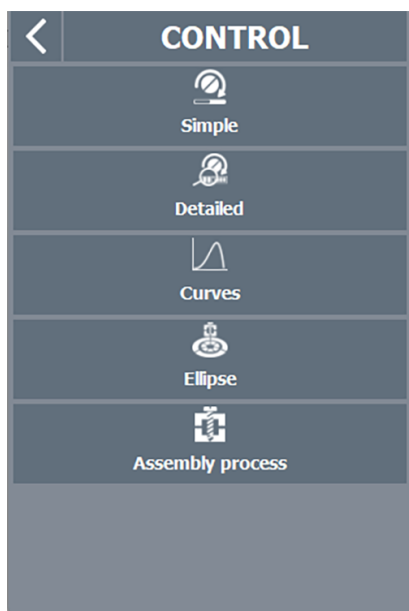 CONTROL
Simple
Detailed
Curves
Ellipse
Assembly process